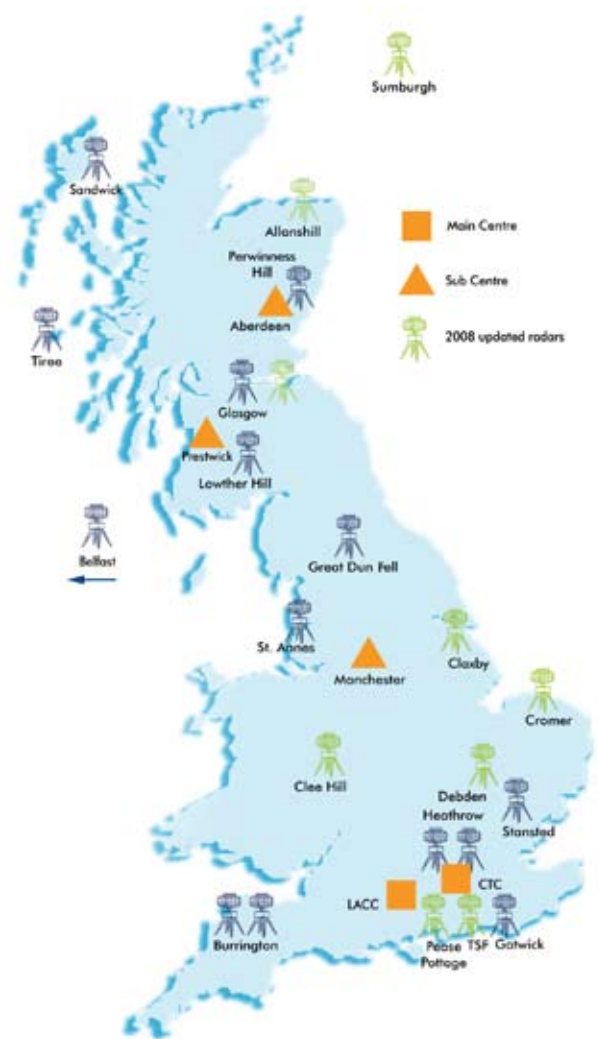 Sumburgh
Sandwick
Allanshill
Main Centre
Perwinness
Hill
Sub Centre
Aberdeen
2008 updated radars
Tiree
Glasgow
Prestwick
Lowther Hill
Belfast
Great Dun Fell
St. Annes
Claxby
Manchester
Cromer
Clee Hill
Debden
Heathrow
Stansted
CTC
LACC
Burrington
Pease
Pottage
TSF
Gatwick